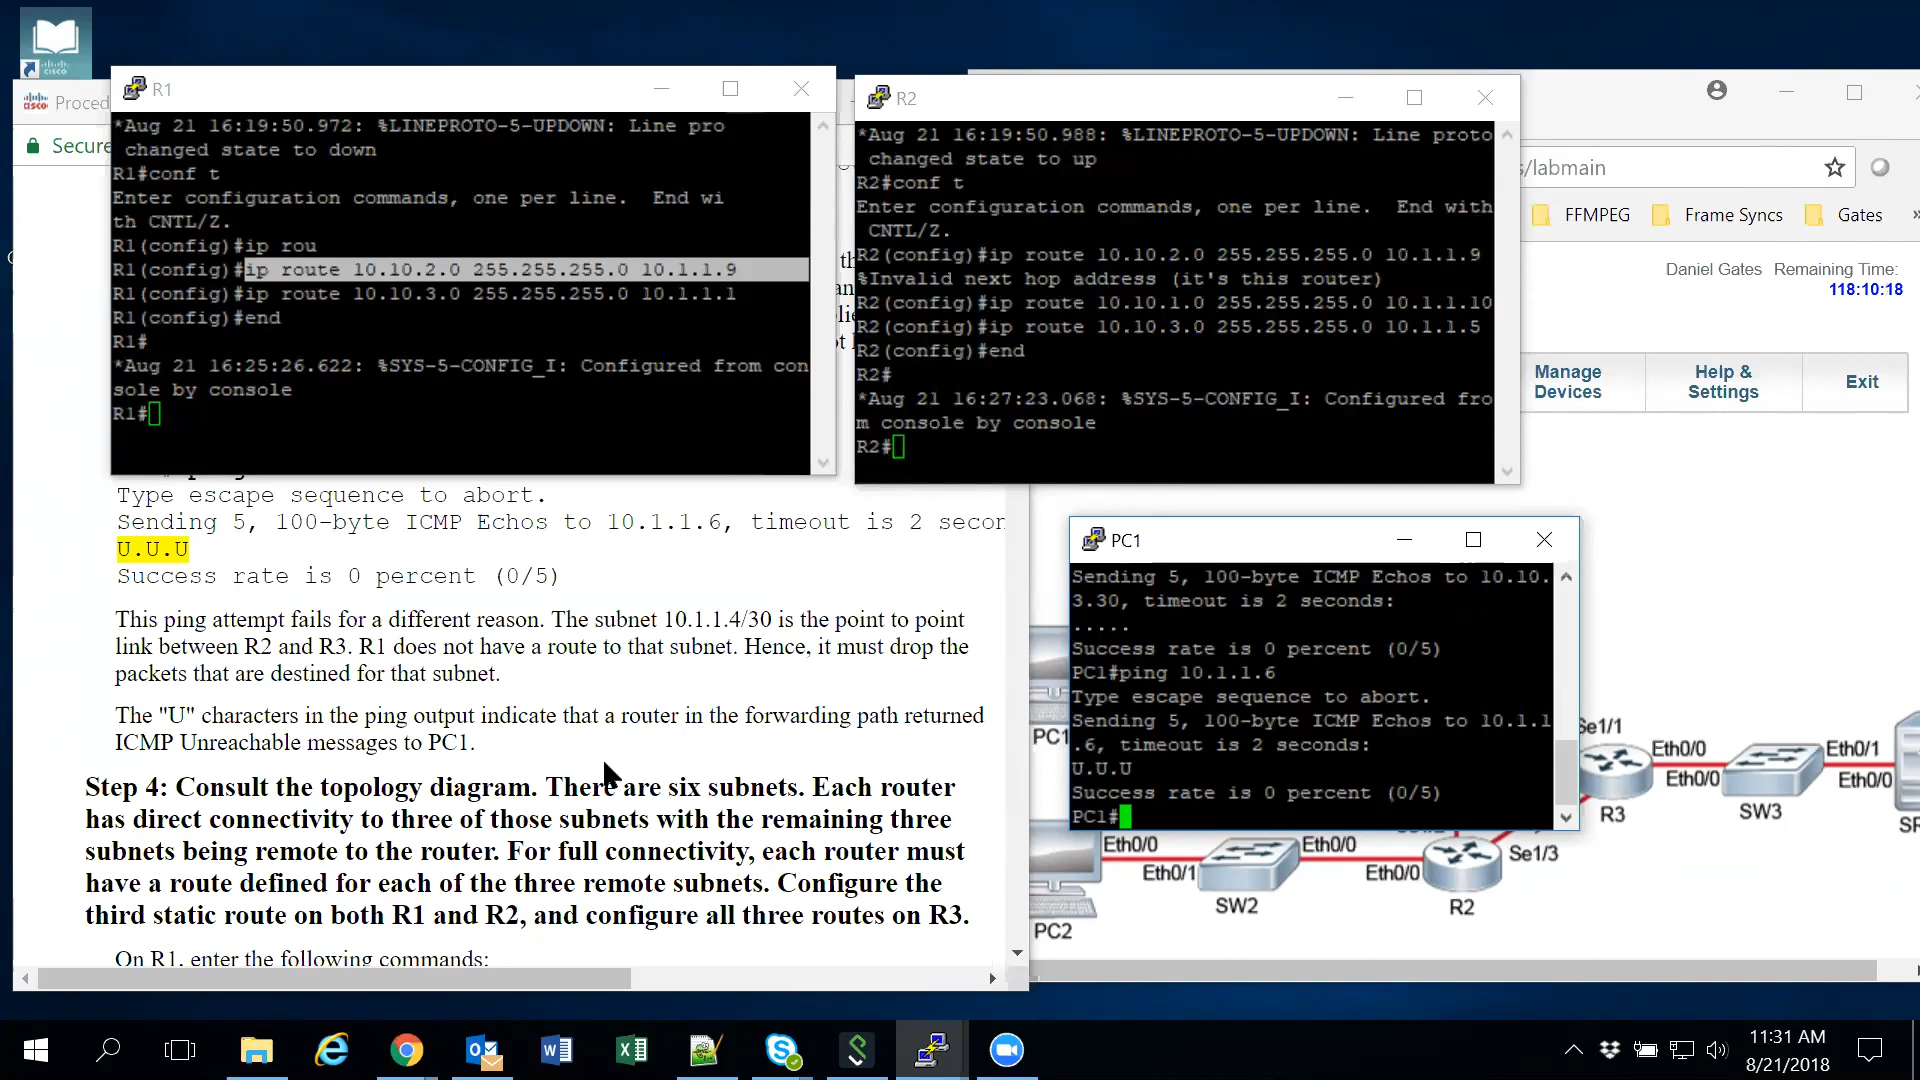 cisco
R1
*Aug 21 16:19:50.972: %LINEPROTO-5-UPDOWN: Line pro
changed state to down
R1#conf t
Enter configuration commands, one per line.  End wi
th CNTL/Z.
R1(config)#ip rou
R1(config)#ip route 10.10.2.0 255.255.255.0 10.1.1.9
R1(config)#ip route 10.10.3.0 255.255.255.0 10.1.1.1
R1(config)#end
R1#
*Aug 21 16:25:26.622: %SYS-5-CONFIG_I: Configured from con
sole by console
R1#
R2
*Aug 21 16:19:50.988: %LINEPROTO-5-UPDOWN: Line proto
changed state to up
R2#conf t
Enter configuration commands, one per line.  End with
CNTL/Z.
R2(config)#ip route 10.10.2.0 255.255.255.0 10.1.1.9
%Invalid next hop address (it's this router)
R2(config)#ip route 10.10.1.0 255.255.255.0 10.1.1.10
R2(config)#ip route 10.10.3.0 255.255.255.0 10.1.1.5
R2(config)#end
R2#
*Aug 21 16:27:23.068: %SYS-5-CONFIG_I: Configured fro
m console by console
R2#
cisco Proced
Secure
s/labmain
FFMPEG Frame Syncs Gates »
Daniel Gates Remaining Time:
118:10:18
Manage Devices
Help & Settings
Exit
Type escape sequence to abort.
Sending 5, 100-byte ICMP Echos to 10.1.1.6, timeout is 2 secon
U.U.U
Success rate is 0 percent (0/5)
This ping attempt fails for a different reason. The subnet 10.1.1.4/30 is the point to point
link between R2 and R3. R1 does not have a route to that subnet. Hence, it must drop the
packets that are destined for that subnet.
The "U" characters in the ping output indicate that a router in the forwarding path returned
ICMP Unreachable messages to PC1.
Step 4: Consult the topology diagram. There are six subnets. Each router
has direct connectivity to three of those subnets with the remaining three
subnets being remote to the router. For full connectivity, each router must
have a route defined for each of the three remote subnets. Configure the
third static route on both R1 and R2, and configure all three routes on R3.
On R1, enter the following commands:
PC1
Sending 5, 100-byte ICMP Echos to 10.10.
3.30, timeout is 2 seconds:
.....
Success rate is 0 percent (0/5)
PC1#ping 10.1.1.6
Type escape sequence to abort.
Sending 5, 100-byte ICMP Echos to 10.1.1
.6, timeout is 2 seconds:
U.U.U
Success rate is 0 percent (0/5)
PC1#
PC1
Se1/1
Eth0/0
Eth0/1
Eth0/0
Eth0/0
R3
SW3
SR
Eth0/0
Eth0/0
Se1/3
Eth0/1
Eth0/0
SW2
R2
PC2
11:31 AM
8/21/2018